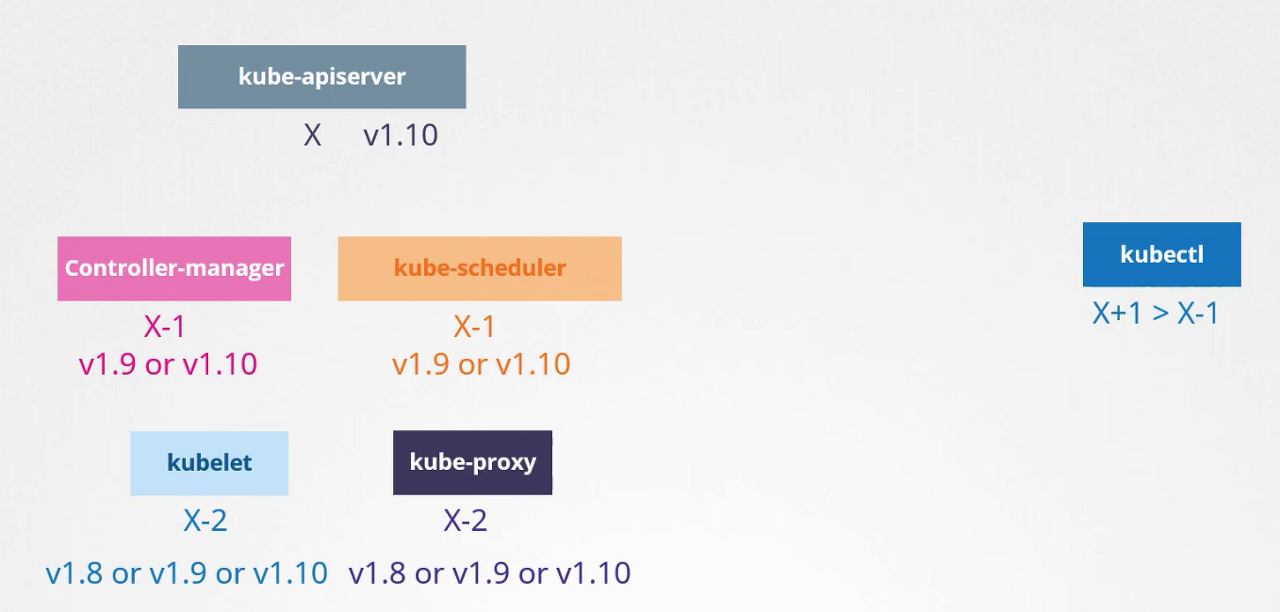 kube-apiserver
X v1.10
Controller-manager
X-1
v1.9 or v1.10
kube-scheduler
X-1
v1.9 or v1.10
kubectl
X+1 > X-1
kubelet
X-2
v1.8 or v1.9 or v1.10
kube-proxy
X-2
v1.8 or v1.9 or v1.10